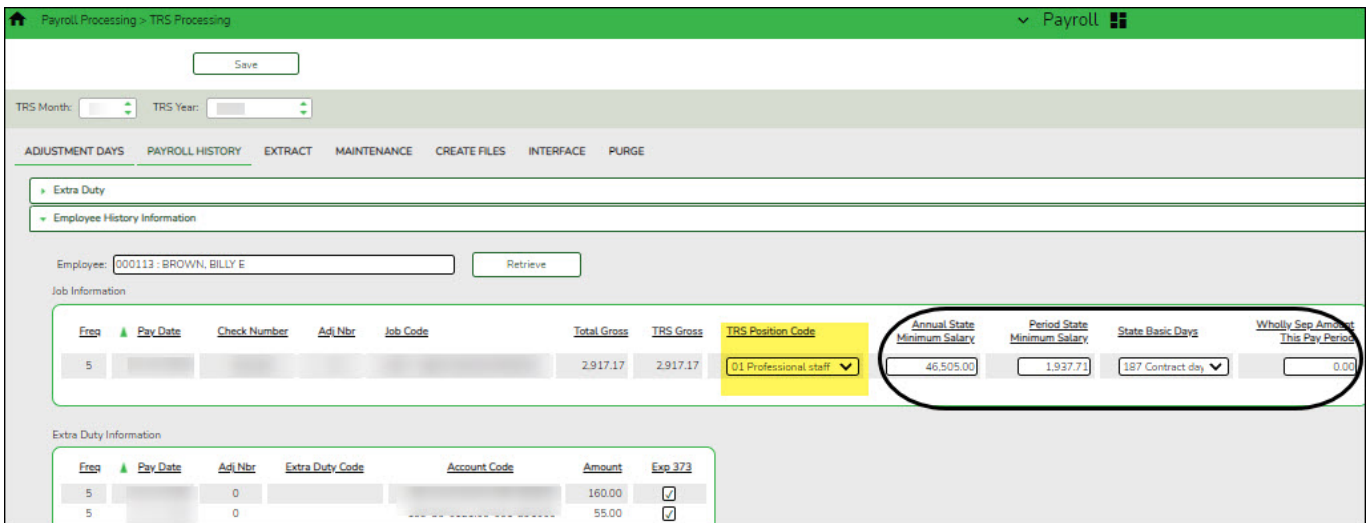 Payroll Processing > TRS Processing
Payroll
Save
TRS Month:
TRS Year:
ADJUSTMENT DAYS PAYROLL HISTORY EXTRACT MAINTENANCE CREATE FILES INTERFACE PURGE
Extra Duty
Employee History Information
Employee: 000113 : BROWN, BILLY E Retrieve
Job Information
Freq Pay Date Check Number Adj Nbr Job Code Total Gross TRS Gross TRS Position Code Annual State Minimum Salary Period State Minimum Salary State Basic Days Wholly Sep Amount This Pay Period
5 2,917.17 2,917.17 01 Professional staff 46,505.00 1,937.71 187 Contract day 0.00
Extra Duty Information
Freq Pay Date Adj Nbr Extra Duty Code Account Code Amount Exp 373
5 0 160.00
5 0 55.00